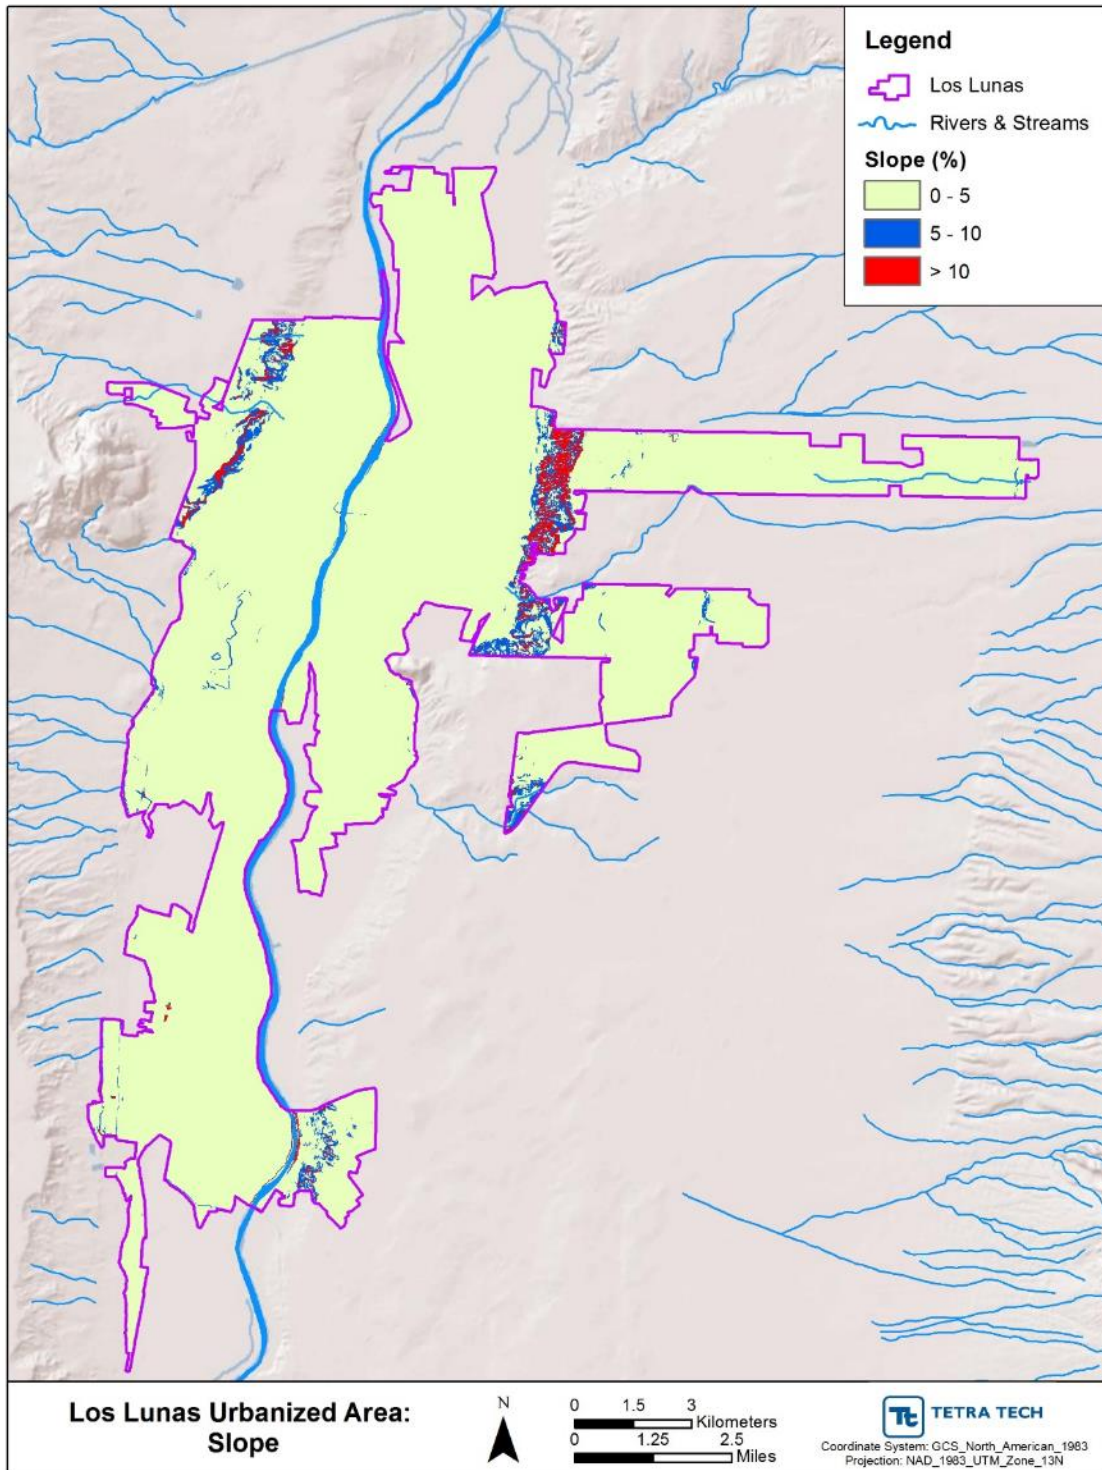 Legend
Los Lunas
Rivers & Streams
Slope (%)
0 - 5
5 - 10
> 10
Los Lunas Urbanized Area:
Slope
N
0 1.5 3
Kilometers
0 1.25 2.5
Miles
Tt TETRA TECH
Coordinate System: GCS_North_American_1983
Projection: NAD_1983_UTM_Zone_13N